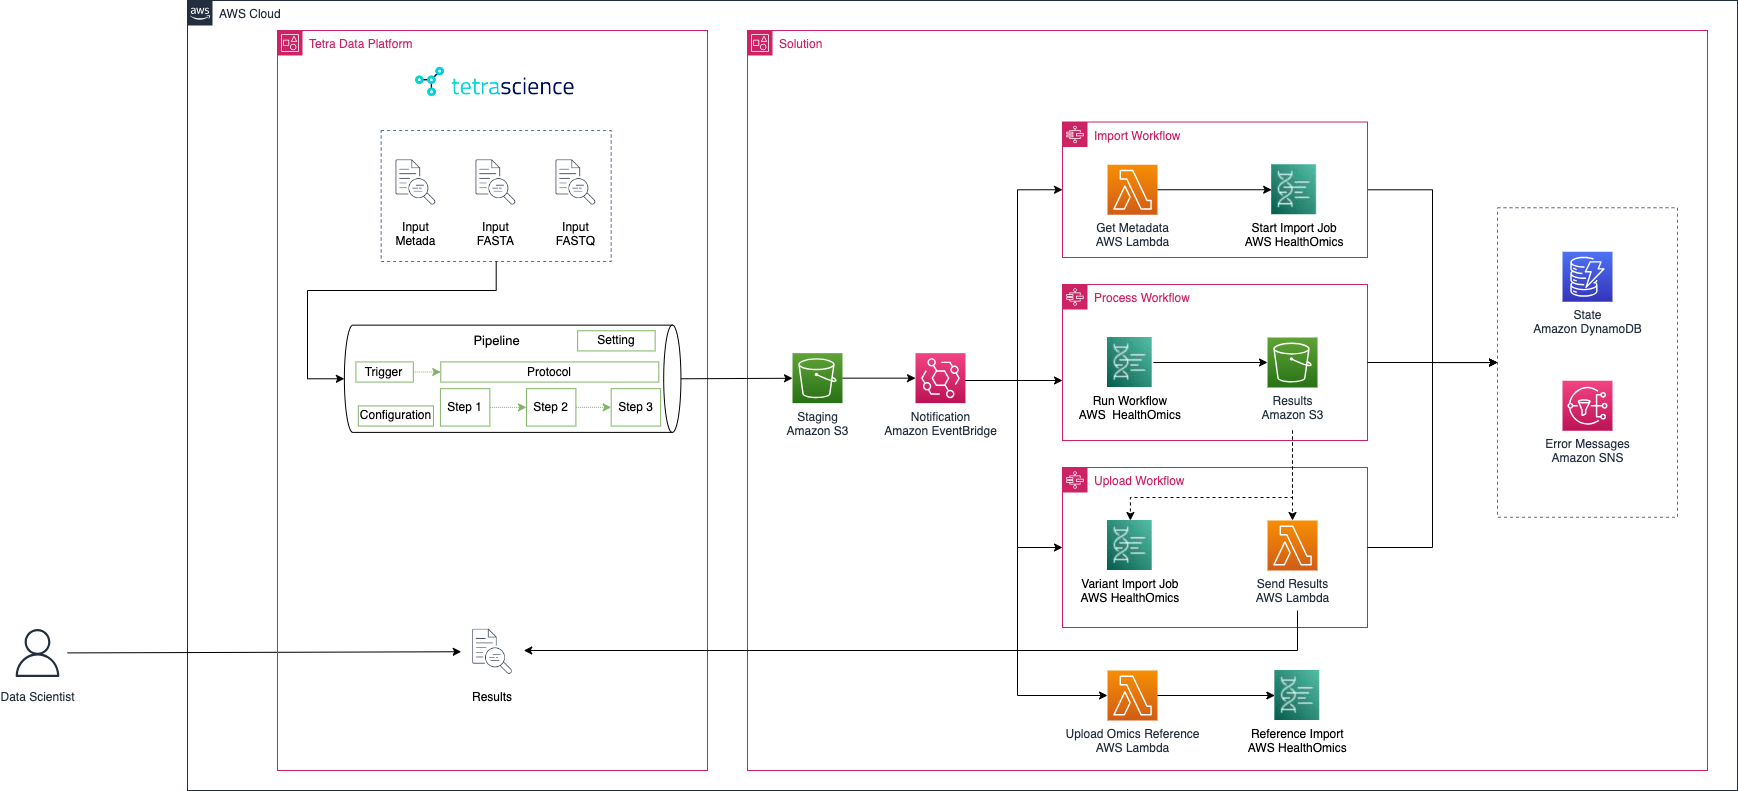 aws
AWS Cloud
Tetra Data Platform
tetrascience
Input
Metada
Input
FASTA
Input
FASTQ
Pipeline
Setting
Trigger
Protocol
Configuration
Step 1
Step 2
Step 3
Data Scientist
Results
Solution
Staging
Amazon S3
Notification
Amazon EventBridge
Import Workflow
Get Metadata
AWS Lambda
Start Import Job
AWS HealthOmics
Process Workflow
Run Workflow
AWS HealthOmics
Results
Amazon S3
Upload Workflow
Variant Import Job
AWS HealthOmics
Send Results
AWS Lambda
Upload Omics Reference
AWS Lambda
Reference Import
AWS HealthOmics
State
Amazon DynamoDB
Error Messages
Amazon SNS